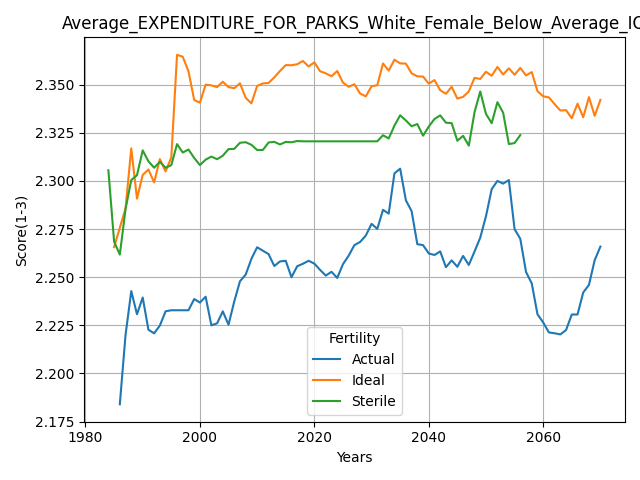 Average_EXPENDITURE_FOR_PARKS_White_Female_Below_Average_IQ
Score(1-3)
2.350
2.325
2.300
2.275
2.250
2.225
2.200
2.175
1980
2000
2020
2040
2060
Years
Fertility
Actual
Ideal
Sterile